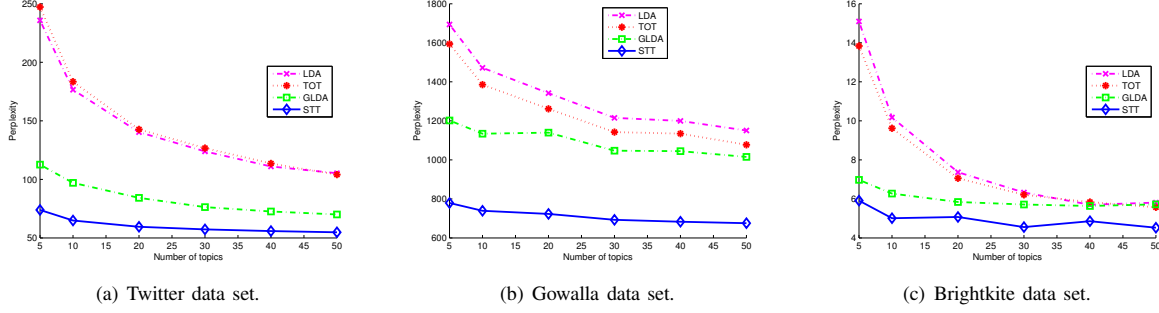 250
200
150
100
50
Perplexity
5 10 15 20 25 30 35 40 45 50
Number of topics
LDA
TOT
GLDA
STT
(a) Twitter data set.
1800
1600
1400
1200
1000
800
600
Perplexity
5 10 15 20 25 30 35 40 45 50
Number of topics
LDA
TOT
GLDA
STT
(b) Gowalla data set.
16
14
12
10
8
6
4
Perplexity
5 10 15 20 25 30 35 40 45 50
Number of topics
LDA
TOT
GLDA
STT
(c) Brightkite data set.